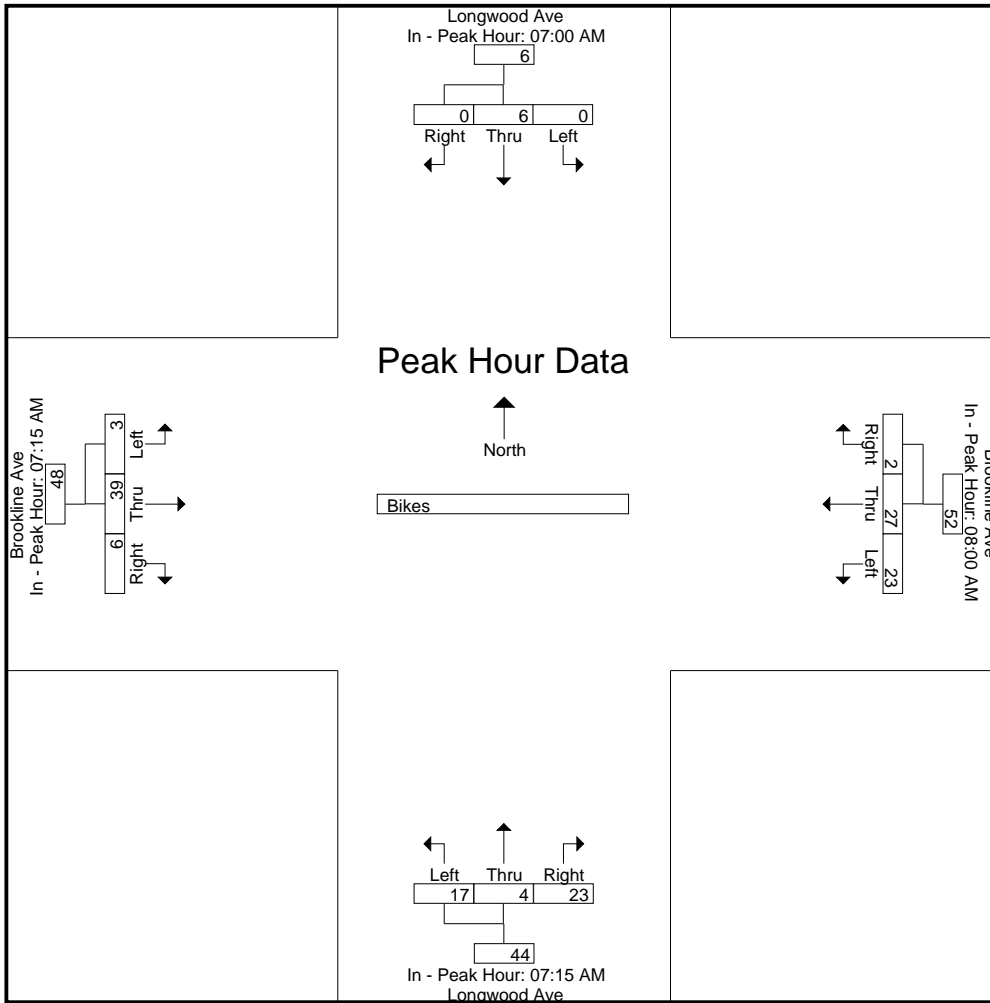 Longwood Ave
In - Peak Hour: 07:00 AM
6
0 6 0
Right Thru Left
Peak Hour Data
North
Bikes
Brookline Ave
In - Peak Hour: 07:15 AM
48
3 39 6
Left Thru Right
Brookline Ave
In - Peak Hour: 08:00 AM
52
2 27 23
Right Thru Left
Left Thru Right
17 4 23
44
In - Peak Hour: 07:15 AM
Longwood Ave